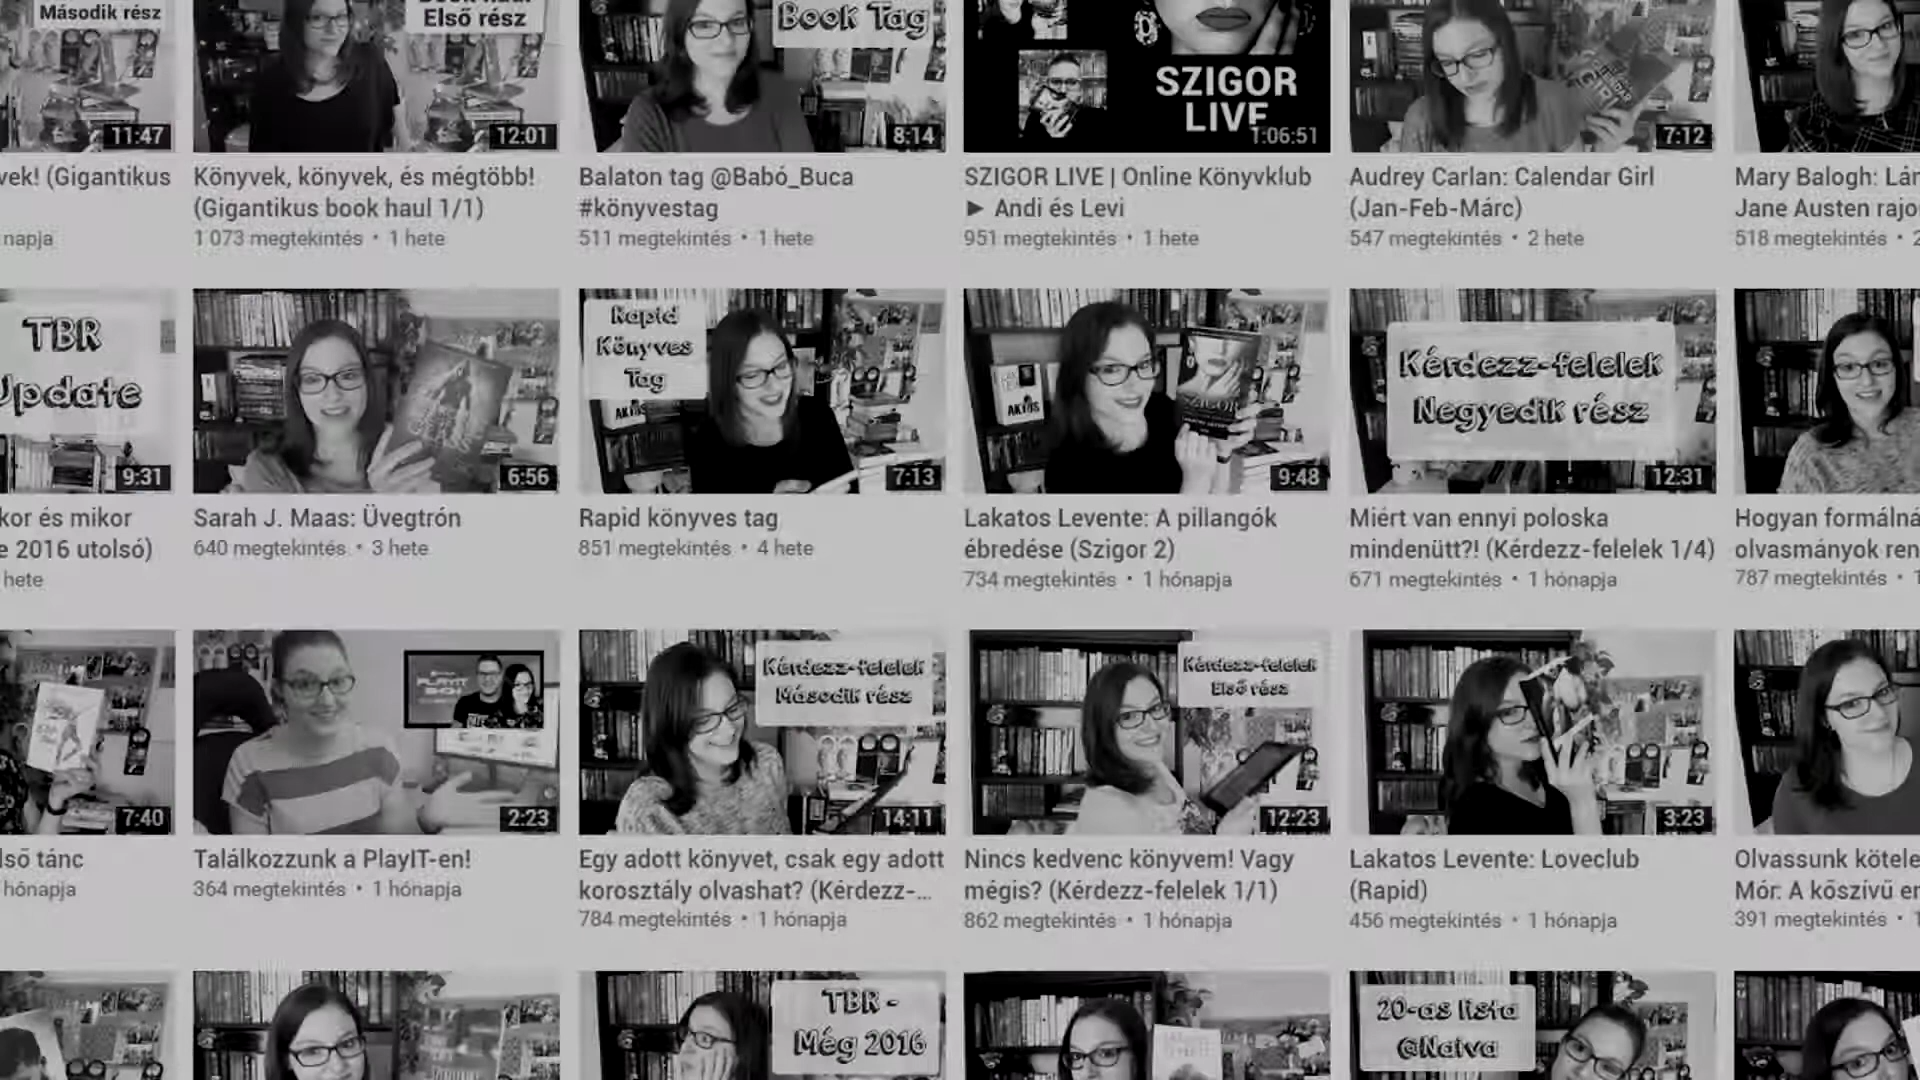 Második rész
Első rész
Book Tag
SZIGOR
LIVE
11:47
12:01
8:14
1:06:51
7:12
vek! (Gigantikus
napja
Könyvek, könyvek, és mégtöbb!
(Gigantikus book haul 1/1)
1 073 megtekintés • 1 hete
Balaton tag @Babó_Buca
#könyvestag
511 megtekintés • 1 hete
SZIGOR LIVE | Online Könyvklub
► Andi és Levi
951 megtekintés • 1 hete
Audrey Carlan: Calendar Girl
(Jan-Feb-Márc)
547 megtekintés • 2 hete
Mary Balogh: Lán
Jane Austen rajo
518 megtekintés • 2
TBR
Update
9:31
6:56
Rapid
Könyves
Tag
7:13
SZIGOR
9:48
Kérdezz-felelek
Negyedik rész
12:31
kor és mikor
e 2016 utolsó)
hete
Sarah J. Maas: Üvegtrón
640 megtekintés • 3 hete
Rapid könyves tag
851 megtekintés • 4 hete
Lakatos Levente: A pillangók
ébredése (Szigor 2)
734 megtekintés • 1 hónapja
Miért van ennyi poloska
mindenütt?! (Kérdezz-felelek 1/4)
671 megtekintés • 1 hónapja
Hogyan formálná
olvasmányok ren
787 megtekintés • 1
7:40
2:23
Kérdezz-felelek
Második rész
14:11
Kérdezz-felelek
Első rész
12:23
3:23
lső tánc
hónapja
Találkozzunk a PlayIT-en!
364 megtekintés • 1 hónapja
Egy adott könyvet, csak egy adott
korosztály olvashat? (Kérdezz-...
784 megtekintés • 1 hónapja
Nincs kedvenc könyvem! Vagy
mégis? (Kérdezz-felelek 1/1)
862 megtekintés • 1 hónapja
Lakatos Levente: Loveclub
(Rapid)
456 megtekintés • 1 hónapja
Olvassunk kötele
Mór: A kőszívű em
391 megtekintés • 1
TBR -
Még 2016
20-as lista
@Natva